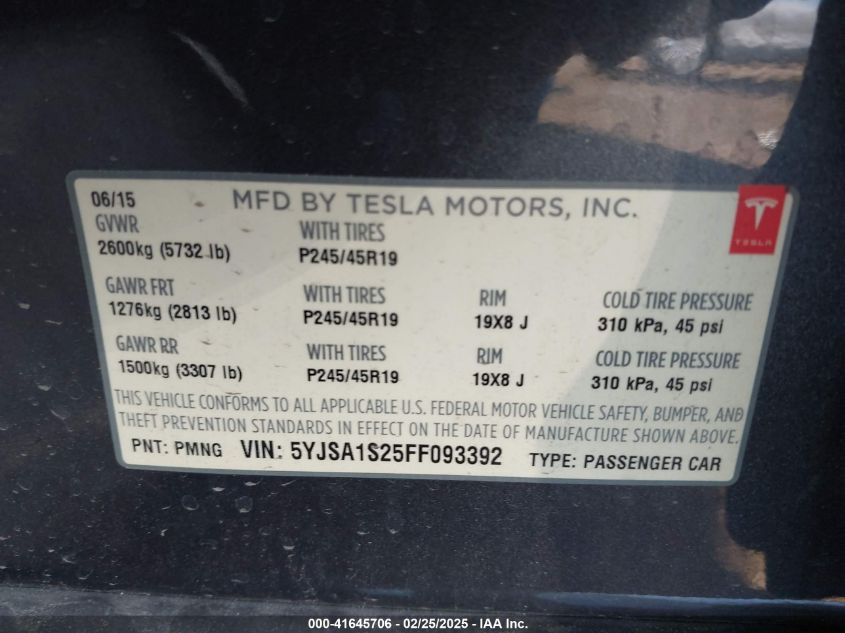 06/15 MFD BY TESLA MOTORS, INC.
TESLA
GVWR WITH TIRES
2600kg (5732 lb) P245/45R19
GAWR FRT WITH TIRES RIM COLD TIRE PRESSURE
1276kg (2813 lb) P245/45R19 19X8 J 310 kPa, 45 psi
GAWR RR WITH TIRES RIM COLD TIRE PRESSURE
1500kg (3307 lb) P245/45R19 19X8 J 310 kPa, 45 psi
THIS VEHICLE CONFORMS TO ALL APPLICABLE U.S. FEDERAL MOTOR VEHICLE SAFETY, BUMPER, AND
THEFT PREVENTION STANDARDS IN EFFECT ON THE DATE OF MANUFACTURE SHOWN ABOVE.
PNT: PMNG VIN: 5YJSA1S25FF093392 TYPE: PASSENGER CAR
000-41645706 - 02/25/2025 - IAA Inc.